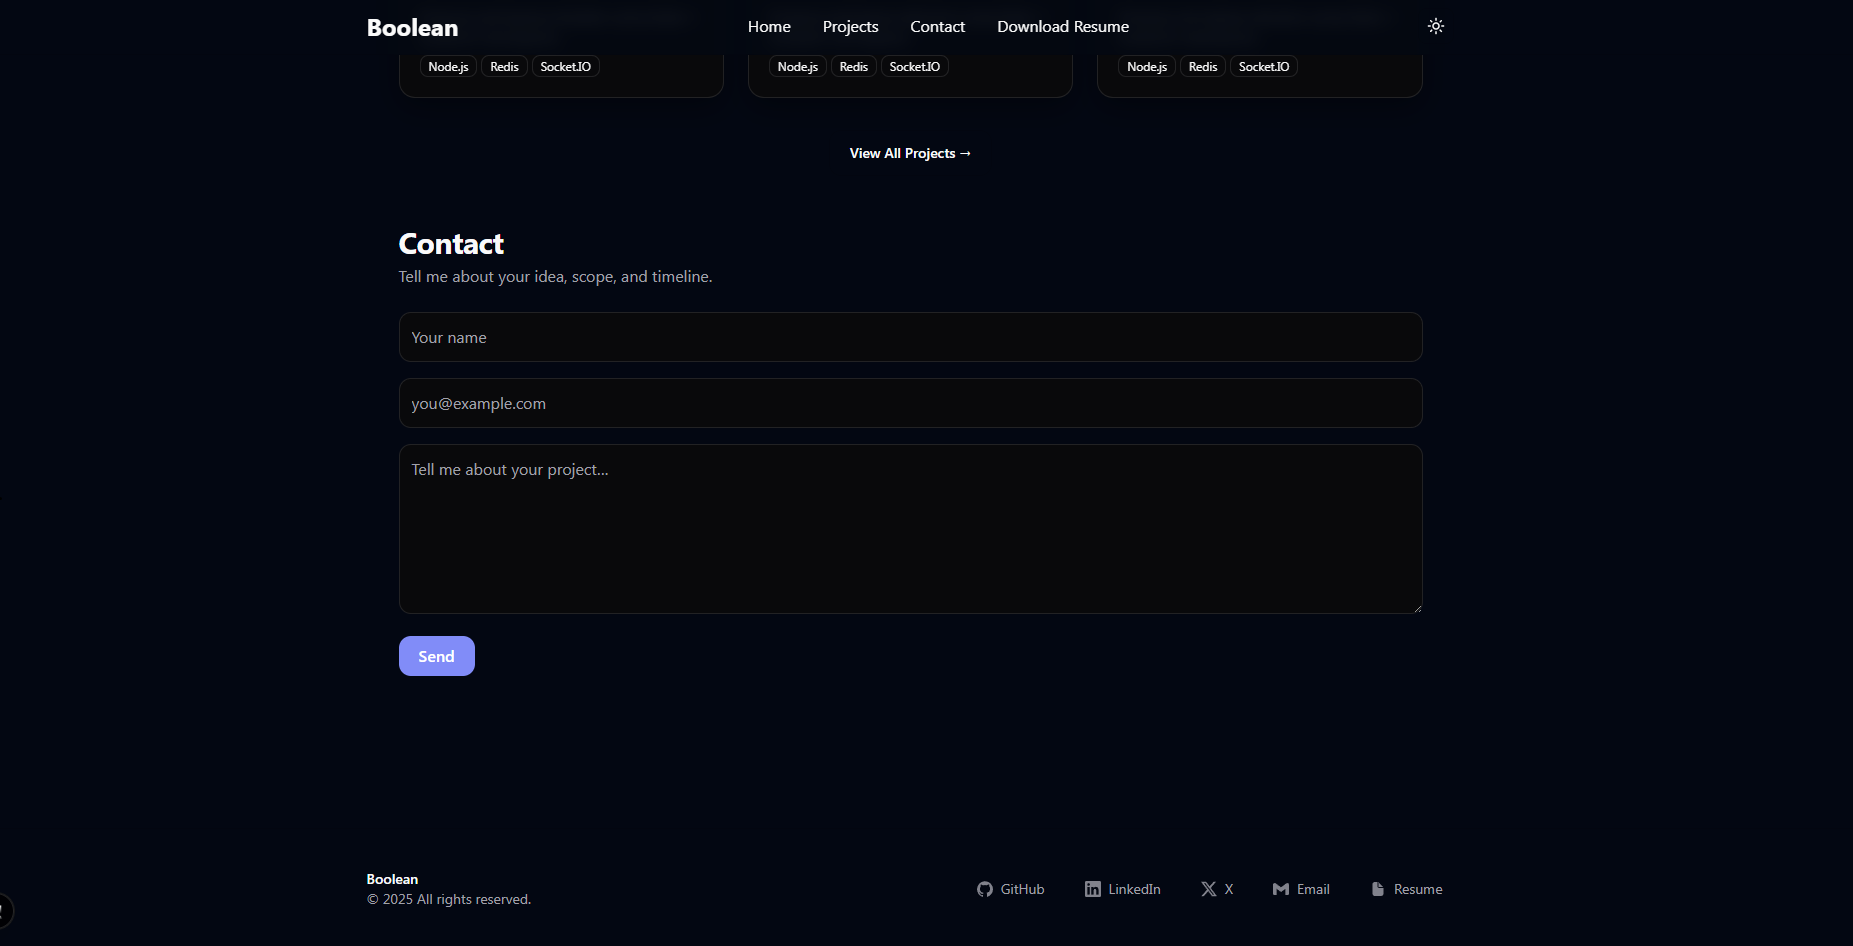 Boolean Home Projects Contact Download Resume
Node.js Redis Socket.IO Node.js Redis Socket.IO Node.js Redis Socket.IO
View All Projects →
Contact
Tell me about your idea, scope, and timeline.
Your name
you@example.com
Tell me about your project...
Send
Boolean
© 2025 All rights reserved.
GitHub LinkedIn X Email Resume